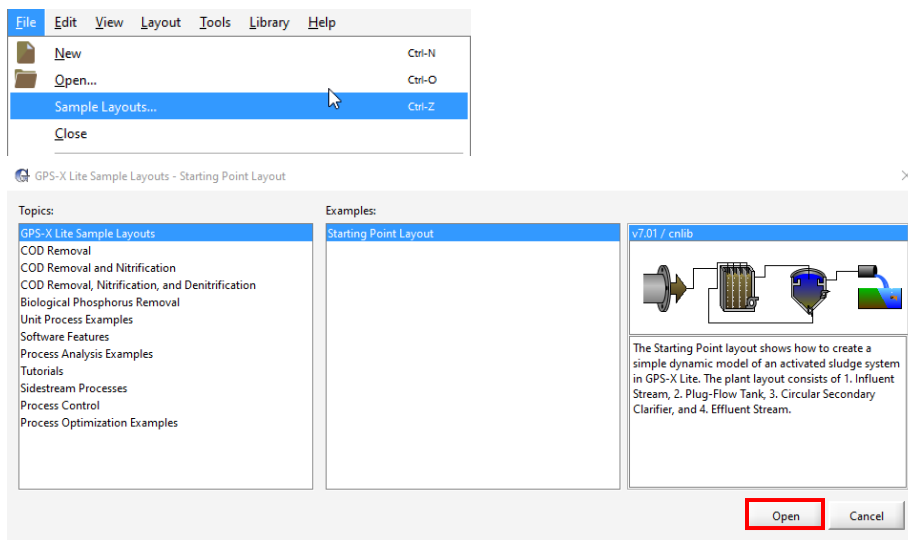 File Edit View Layout Tools Library Help
New Ctrl-N
Open... Ctrl-O
Sample Layouts... Ctrl-Z
Close
GPS-X Lite Sample Layouts - Starting Point Layout
Topics:
GPS-X Lite Sample Layouts
COD Removal
COD Removal and Nitrification
COD Removal, Nitrification, and Denitrification
Biological Phosphorus Removal
Unit Process Examples
Software Features
Process Analysis Examples
Tutorials
Sidestream Processes
Process Control
Process Optimization Examples
Examples:
Starting Point Layout
v7.01 / cnlib
The Starting Point layout shows how to create a
simple dynamic model of an activated sludge system
in GPS-X Lite. The plant layout consists of 1. Influent
Stream, 2. Plug-Flow Tank, 3. Circular Secondary
Clarifier, and 4. Effluent Stream.
Open Cancel